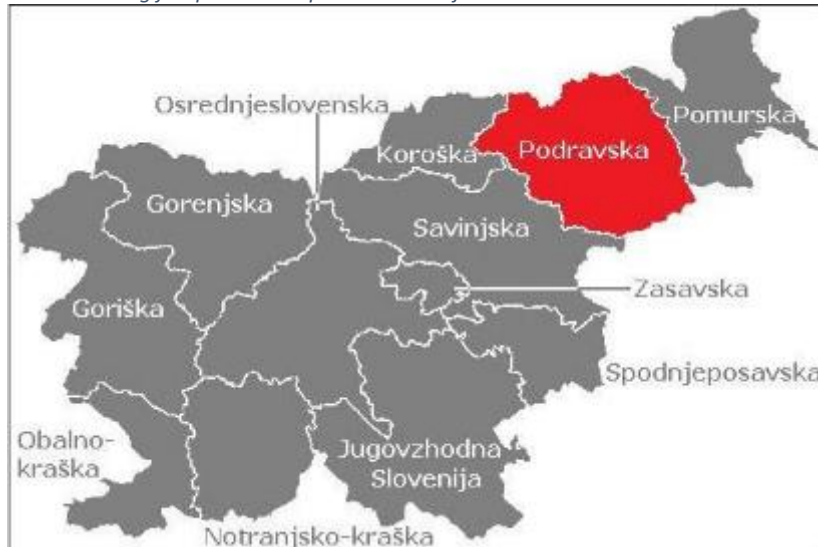 Osrednjeslovenska
Pomurska
Podravska
Koroška
Gorenjska
Savinjska
Zasavska
Goriška
Spodnjeposavska
Obalno-
kraška
Jugovzhodna
Slovenija
Notranjsko-kraška